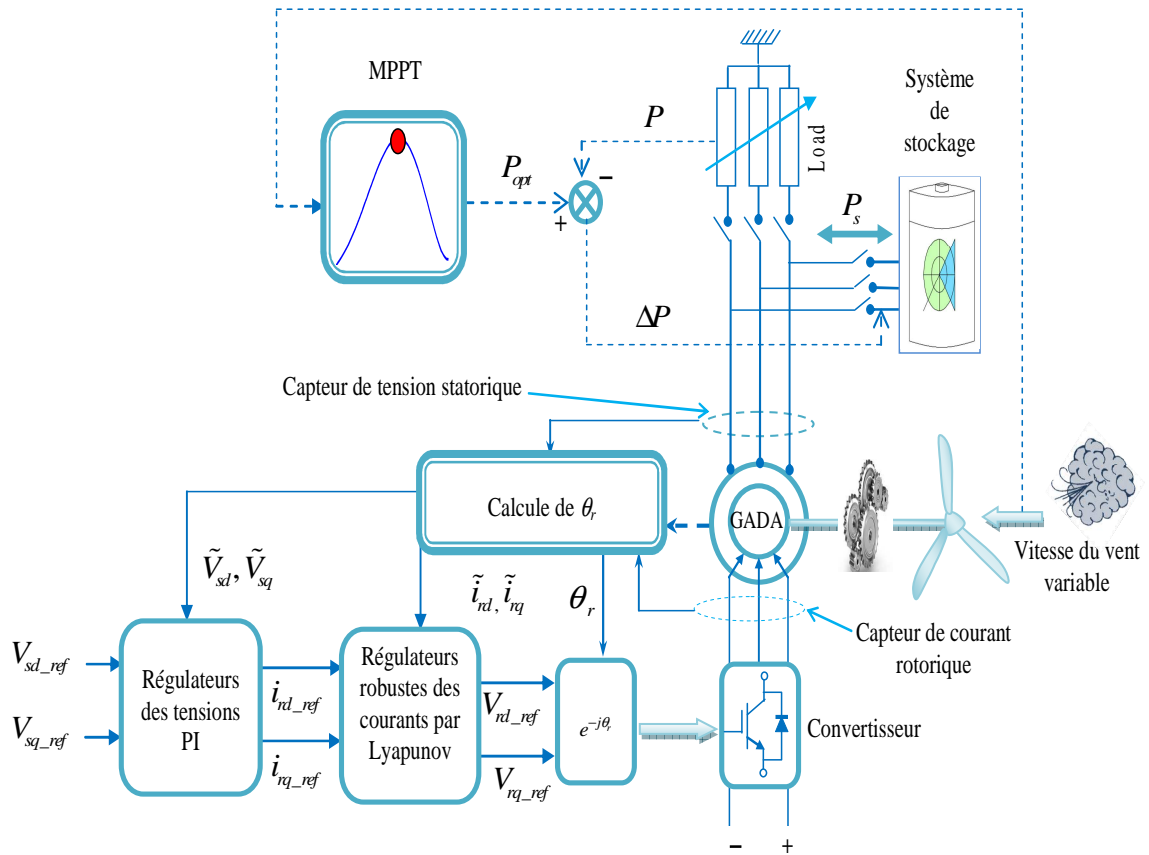 MPPT
Système
de
stockage
P
Load
P_opt
−
+
P_s
ΔP
Capteur de tension statorique
Calcule de θ_r
GADA
Vitesse du vent
variable
Ṽ_sd, Ṽ_sq
ĩ_rd, ĩ_rq
θ_r
Capteur de courant
rotorique
V_sd_ref
V_sq_ref
Régulateurs
des tensions
PI
i_rd_ref
i_rq_ref
Régulateurs
robustes des
courants par
Lyapunov
V_rd_ref
V_rq_ref
e^{-jθ_r}
Convertisseur
− +